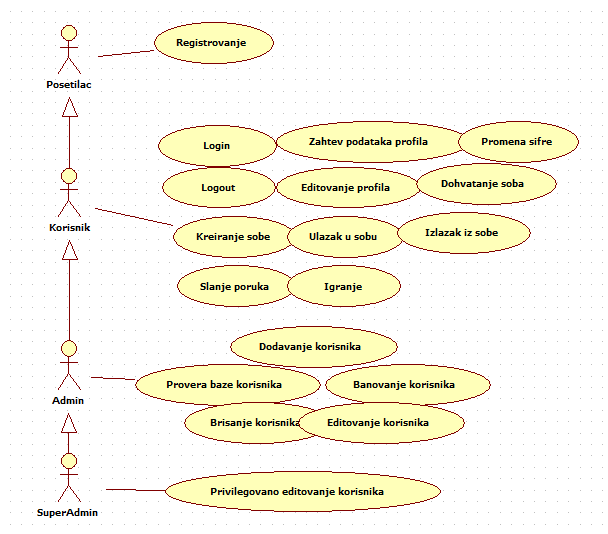 Registrovanje
Posetilac
Login
Zahtev podataka profila
Promena sifre
Logout
Editovanje profila
Dohvatanje soba
Korisnik
Kreiranje sobe
Ulazak u sobu
Izlazak iz sobe
Slanje poruka
Igranje
Dodavanje korisnika
Provera baze korisnika
Banovanje korisnika
Admin
Brisanje korisnika
Editovanje korisnika
Privilegovano editovanje korisnika
SuperAdmin